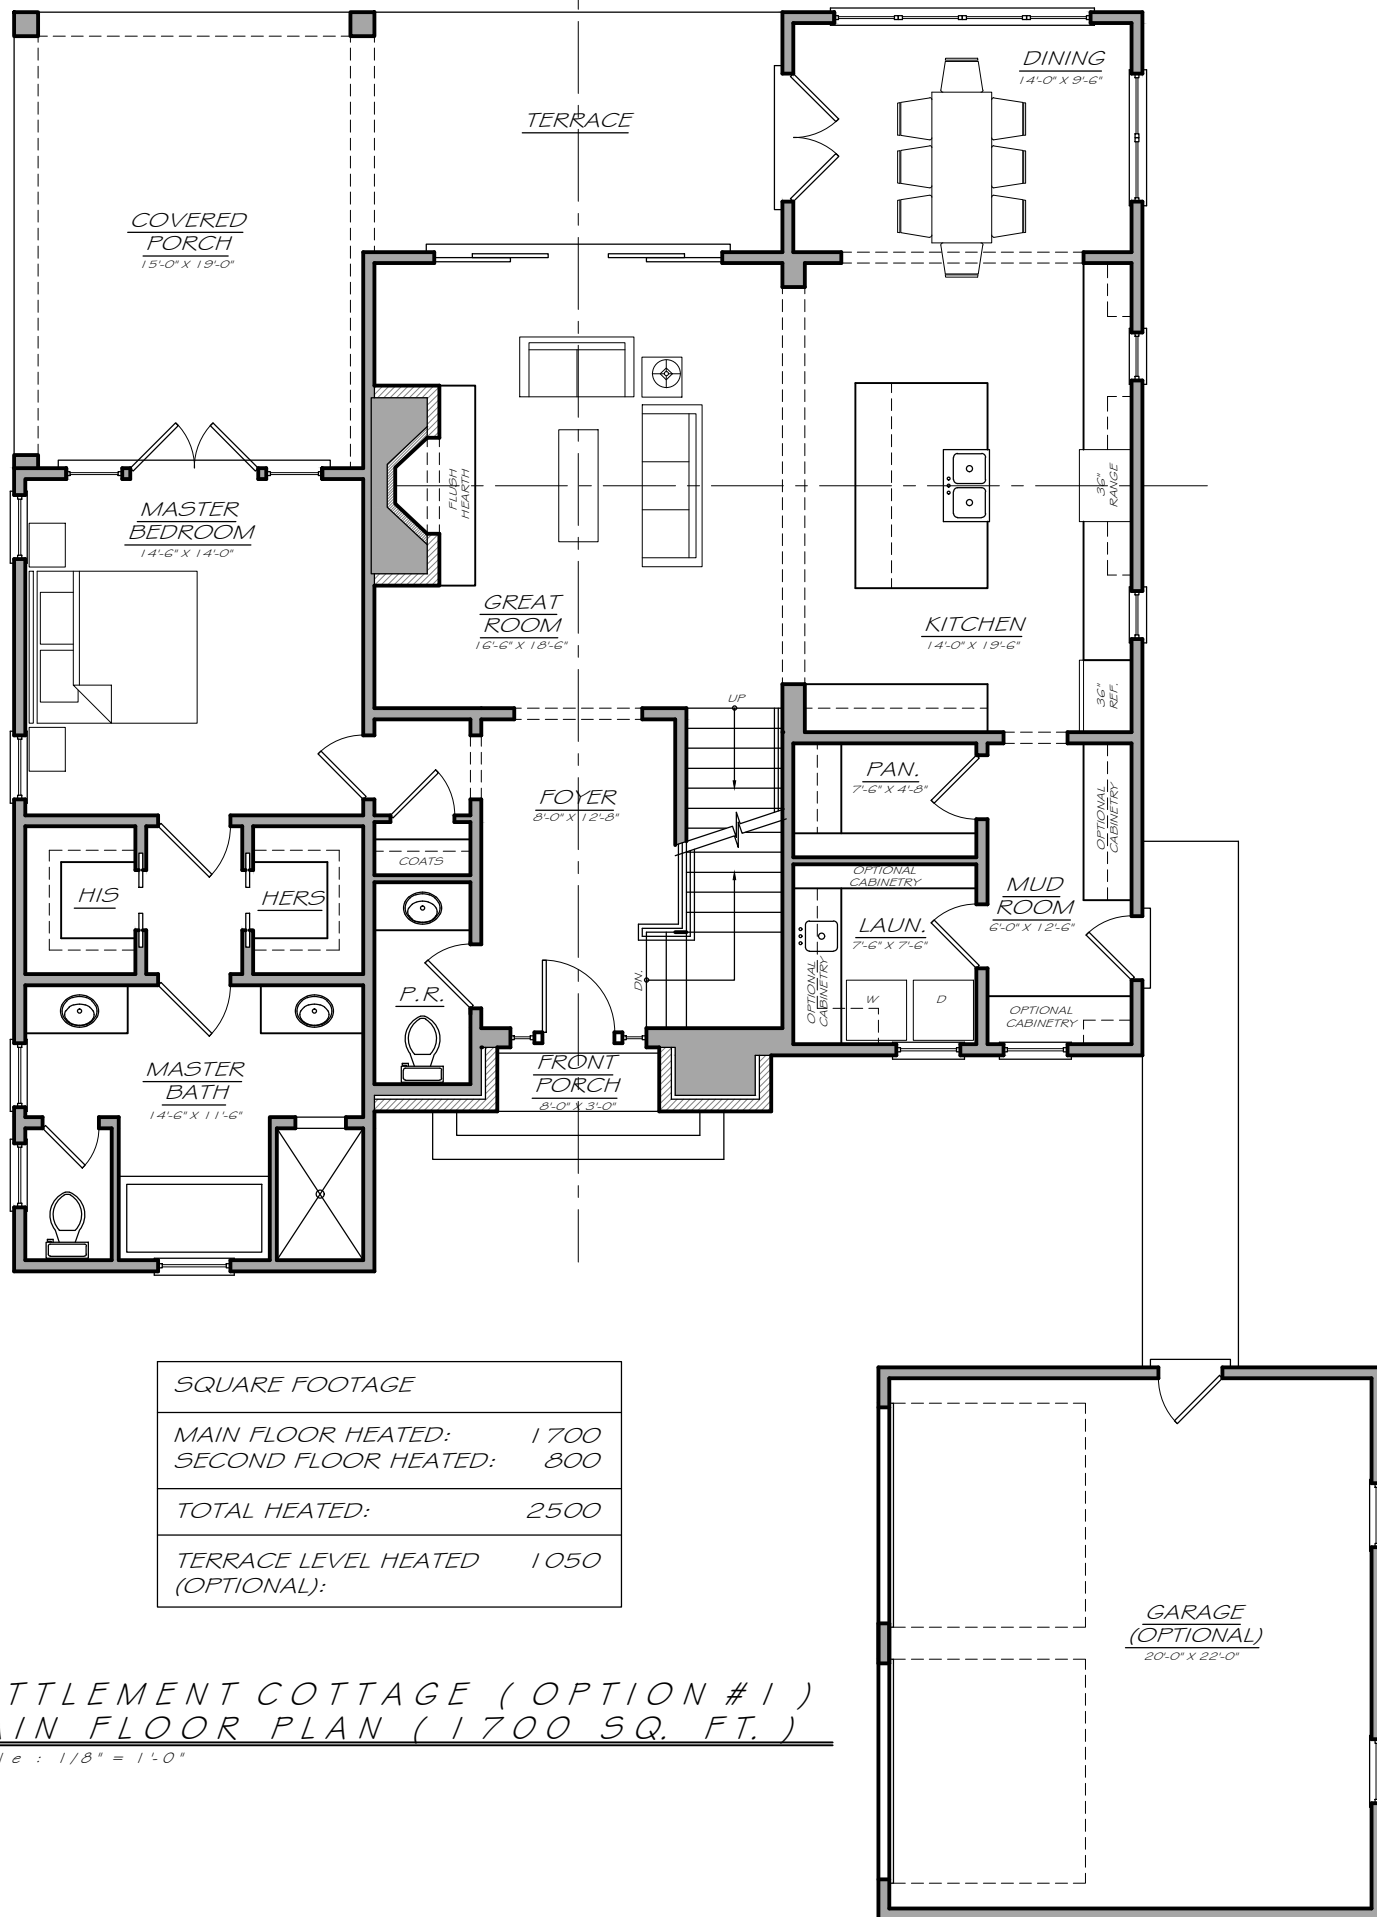 DINING
14'-0" X 9'-6"
TERRACE
COVERED
PORCH
15'-0" X 19'-0"
MASTER
BEDROOM
14'-6" X 14'-0"
FLUSH
HEARTH
36"
RANGE
GREAT
ROOM
16'-6" X 18'-6"
KITCHEN
14'-0" X 19'-6"
36"
REF.
UP
PAN.
7'-6" X 4'-8"
FOYER
8'-0" X 12'-8"
OPTIONAL
CABINETRY
COATS
OPTIONAL
CABINETRY
HIS
HERS
MUD
ROOM
6'-0" X 12'-6"
LAUN.
7'-6" X 7'-6"
DN.
P.R.
OPTIONAL
CABINETRY
W
D
OPTIONAL
CABINETRY
MASTER
BATH
14'-6" X 11'-6"
FRONT
PORCH
8'-0" X 3'-0"
SQUARE FOOTAGE
MAIN FLOOR HEATED: 1700
SECOND FLOOR HEATED: 800
TOTAL HEATED: 2500
TERRACE LEVEL HEATED 1050
(OPTIONAL):
GARAGE
(OPTIONAL)
20'-0" X 22'-0"
TTLEMENT COTTAGE (OPTION #1)
AIN FLOOR PLAN (1700 SQ. FT.)
le : 1/8" = 1'-0"